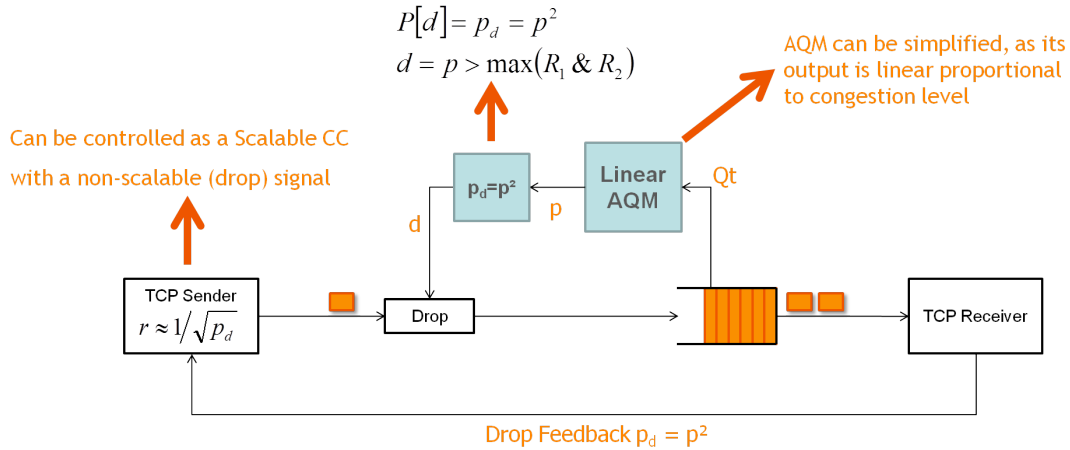 P[d] = p_d = p²
d = p > max(R₁ & R₂)
AQM can be simplified, as its
output is linear proportional
to congestion level
Can be controlled as a Scalable CC
with a non-scalable (drop) signal
p_d=p²
Linear
AQM
Qt
p
d
TCP Sender
r ≈ 1/√p_d
Drop
TCP Receiver
Drop Feedback p_d = p²